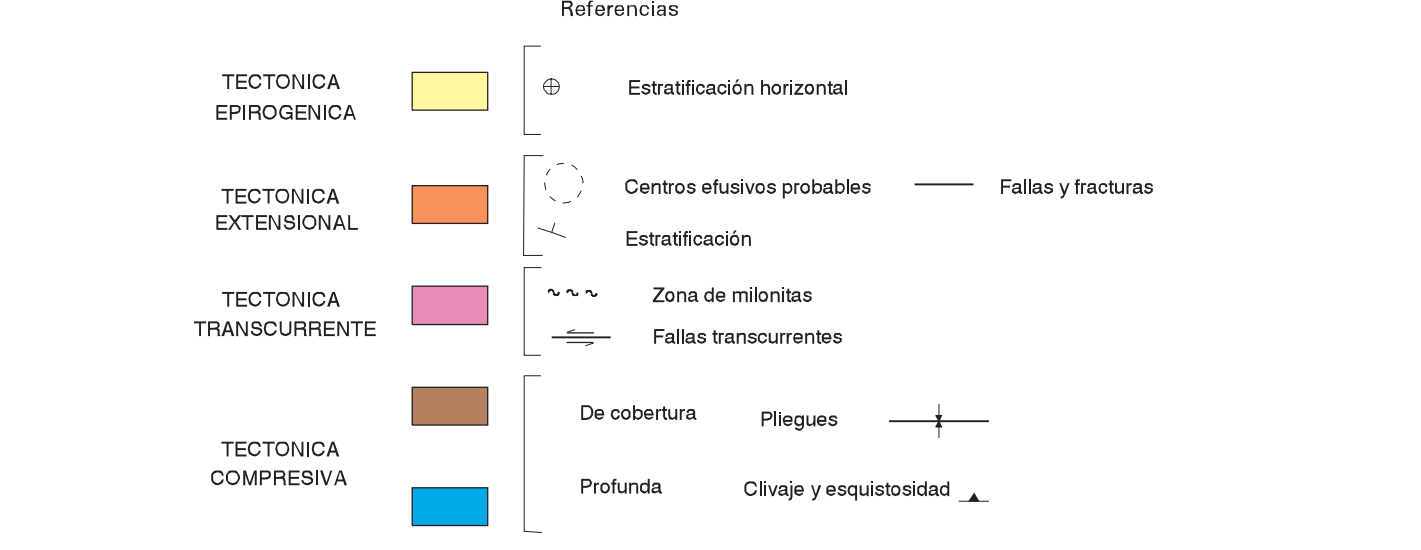 Referencias
TECTONICA
EPIROGENICA
Estratificación horizontal
TECTONICA
EXTENSIONAL
Centros efusivos probables
Fallas y fracturas
Estratificación
TECTONICA
TRANSCURRENTE
Zona de milonitas
Fallas transcurrentes
TECTONICA
COMPRESIVA
De cobertura
Pliegues
Profunda
Clivaje y esquistosidad